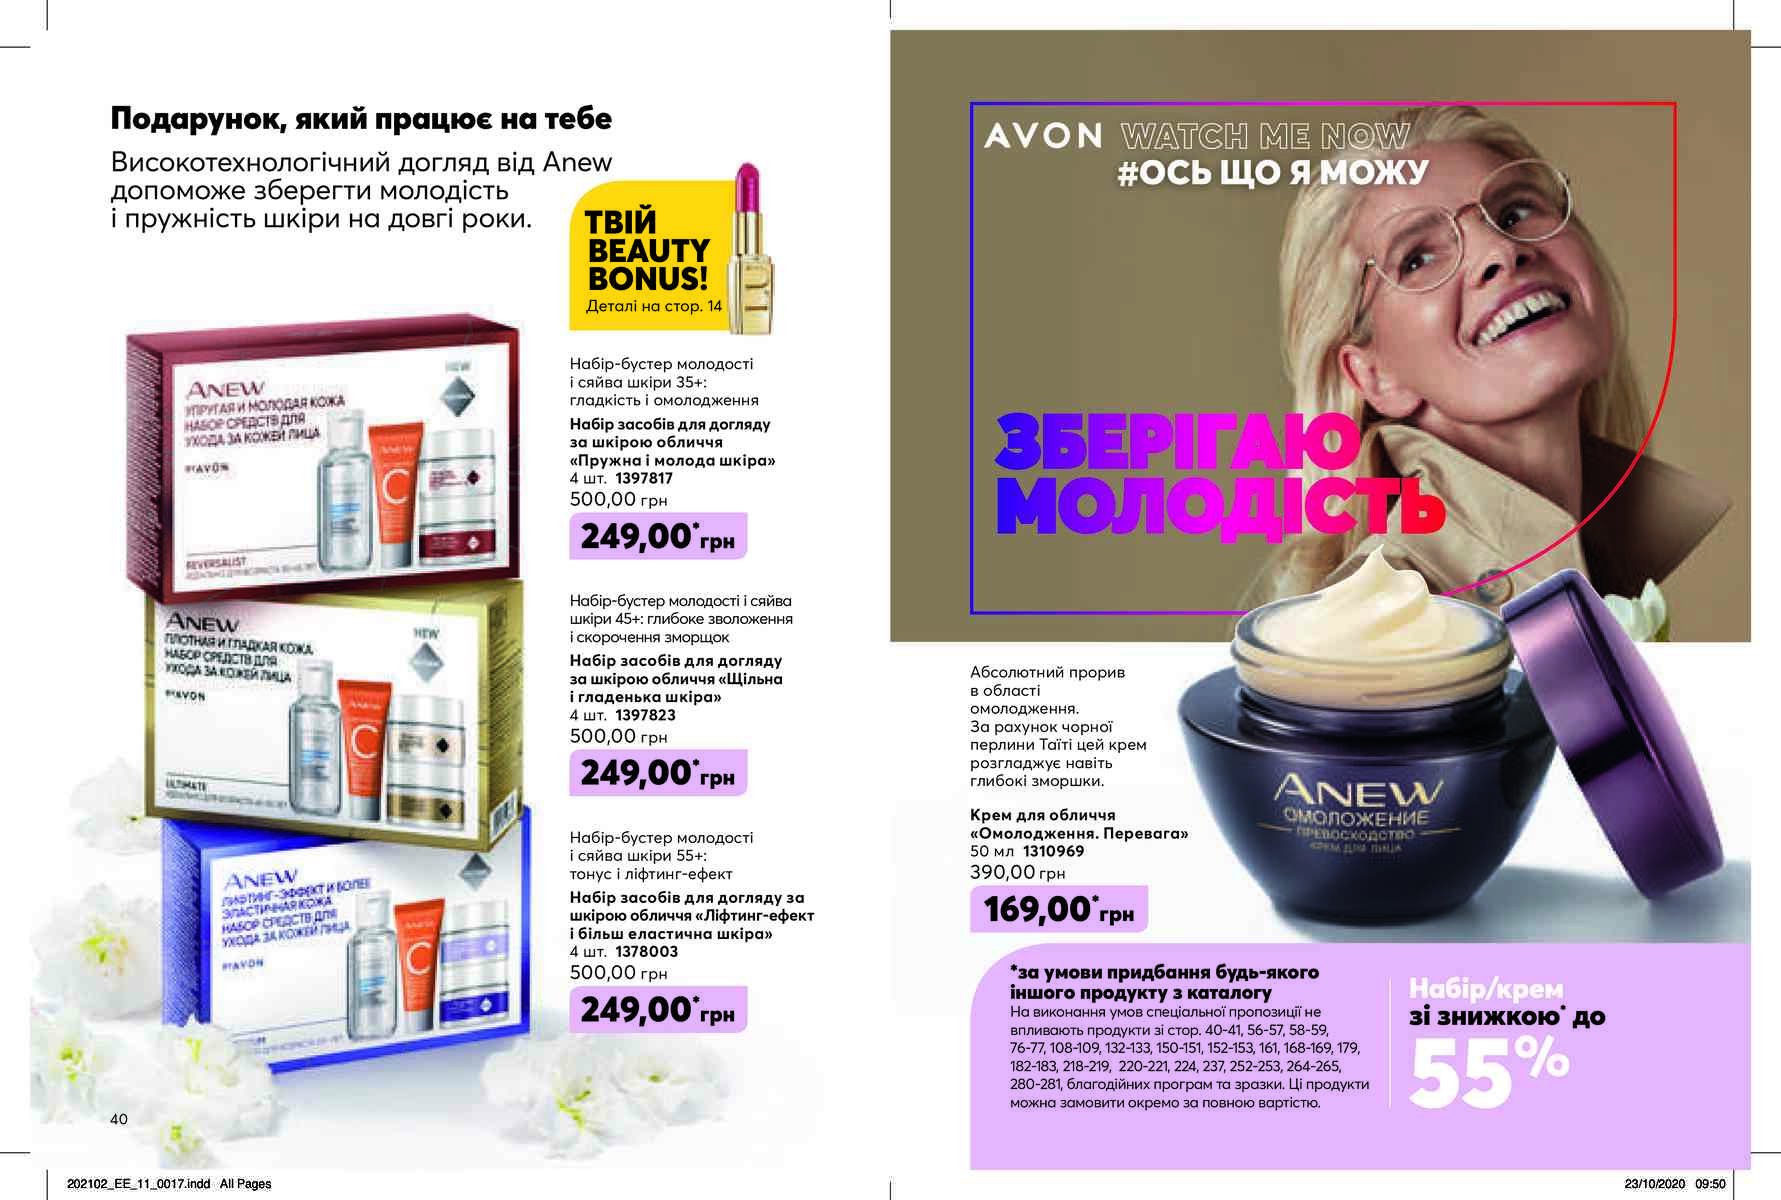 Подарунок, який працює на тебе
Високотехнологічний догляд від Anew
допоможе зберегти молодість
і пружність шкіри на довгі роки.
ТВІЙ
BEAUTY
BONUS!
Деталі на стор. 14
ANEW
УПРУГАЯ И МОЛОДАЯ КОЖА
НАБОР СРЕДСТВ ДЛЯ
УХОДА ЗА КОЖЕЙ ЛИЦА
BY AVON
NEW
ANEW
C
REVERSALIST
ANEW
ПЛОТНАЯ И ГЛАДКАЯ КОЖА
НАБОР СРЕДСТВ ДЛЯ
УХОДА ЗА КОЖЕЙ ЛИЦА
BY AVON
NEW
ANEW
C
ULTIMATE
ANEW
ЛИФТИНГ-ЭФФЕКТ И БОЛЕЕ
ЭЛАСТИЧНАЯ КОЖА
НАБОР СРЕДСТВ ДЛЯ
УХОДА ЗА КОЖЕЙ ЛИЦА
BY AVON
ANEW
C
Набір-бустер молодості
і сяйва шкіри 35+:
гладкість і омолодження
Набір засобів для догляду
за шкірою обличчя
«Пружна і молода шкіра»
4 шт. 1397817
500,00 грн
249,00* грн
Набір-бустер молодості і сяйва
шкіри 45+: глибоке зволоження
і скорочення зморщок
Набір засобів для догляду
за шкірою обличчя «Щільна
і гладенька шкіра»
4 шт. 1397823
500,00 грн
249,00* грн
Набір-бустер молодості
і сяйва шкіри 55+:
тонус і ліфтинг-ефект
Набір засобів для догляду за
шкірою обличчя «Ліфтинг-ефект
і більш еластична шкіра»
4 шт. 1378003
500,00 грн
249,00* грн
40
AVON WATCH ME NOW
#ОСЬ ЩО Я МОЖУ
ЗБЕРІГАЮ
МОЛОДІСТЬ
Абсолютний прорив
в області
омолодження.
За рахунок чорної
перлини Таїті цей крем
розгладжує навіть
глибокі зморшки.
Крем для обличчя
«Омолодження. Перевага»
50 мл 1310969
390,00 грн
169,00* грн
ANEW
ОМОЛОЖЕНИЕ
ПРЕВОСХОДСТВО
КРЕМ ДЛЯ ЛИЦА
*за умови придбання будь-якого
іншого продукту з каталогу
На виконання умов спеціальної пропозиції не
впливають продукти зі стор. 40-41, 56-57, 58-59,
76-77, 108-109, 132-133, 150-151, 152-153, 161, 168-169, 179,
182-183, 218-219, 220-221, 224, 237, 252-253, 264-265,
280-281, благодійних програм та зразки. Ці продукти
можна замовити окремо за повною вартістю.
Набір/крем
зі знижкою* до
55%
202102_EE_11_0017.indd All Pages
23/10/2020 09:50